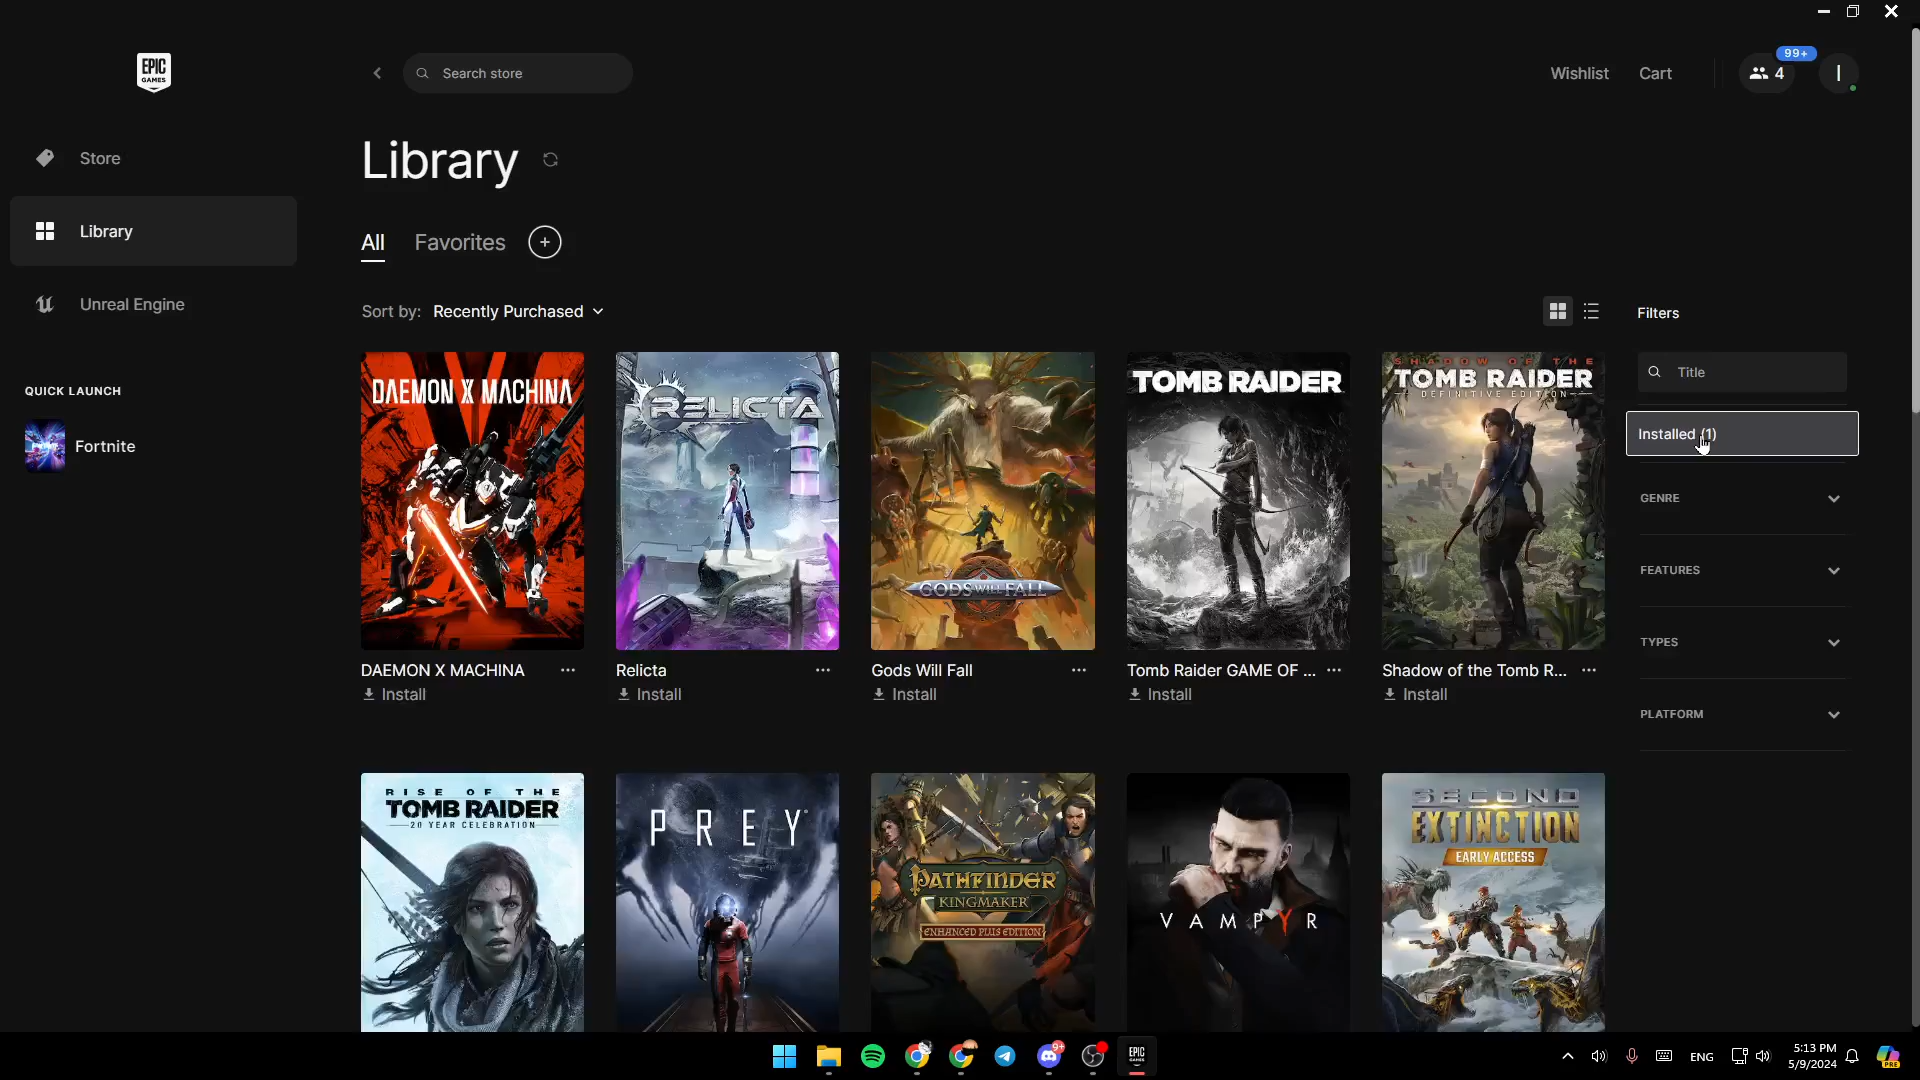 EPIC
GAMES
Search store
Wishlist
Cart
99+
4
I
Store
Library
Unreal Engine
QUICK LAUNCH
Fortnite
Library
All
Favorites
+
Sort by: Recently Purchased
Filters
Title
Installed (1)
GENRE
FEATURES
TYPES
PLATFORM
DAEMON X MACHINA
RELICTA
GODS WILL FALL
TOMB RAIDER
SHADOW OF THE
TOMB RAIDER
DEFINITIVE EDITION
DAEMON X MACHINA ...
Install
Relicta ...
Install
Gods Will Fall ...
Install
Tomb Raider GAME OF ... ...
Install
Shadow of the Tomb R... ...
Install
RISE OF THE
TOMB RAIDER
20 YEAR CELEBRATION
PREY
PATHFINDER
KINGMAKER
ENHANCED PLUS EDITION
VAMPYR
SECOND
EXTINCTION
EARLY ACCESS
9+
EPIC
GAMES
ENG
5:13 PM
5/9/2024
PRE